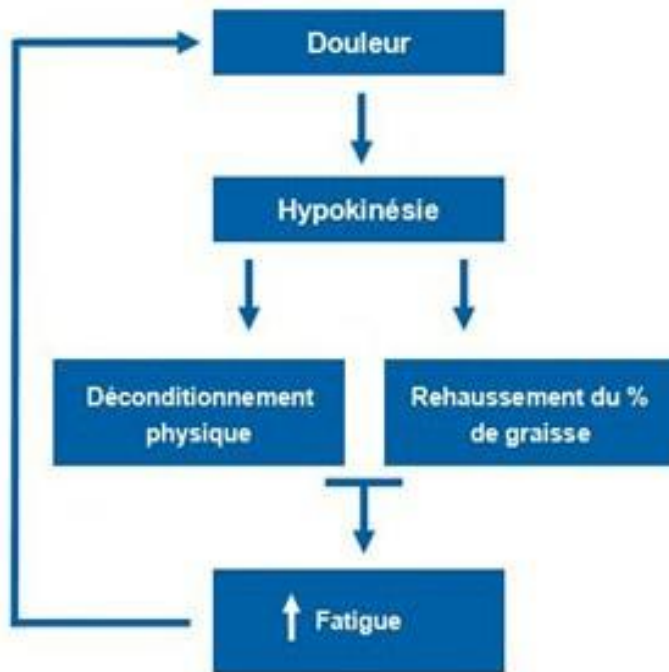 Douleur
Hypokinésie
Déconditionnement
physique
Rehaussement du %
de graisse
↑ Fatigue